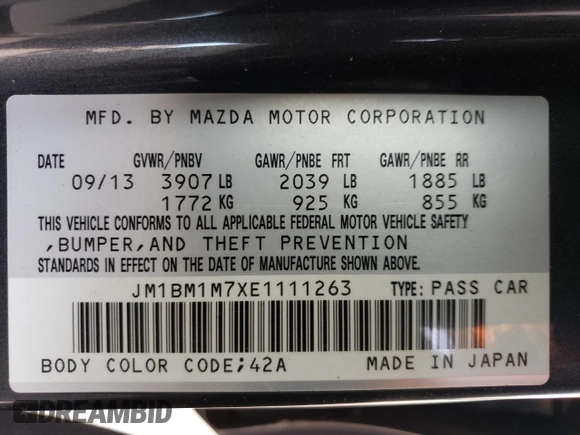 MFD. BY MAZDA MOTOR CORPORATION
DATE GVWR/PNBV GAWR/PNBE FRT GAWR/PNBE RR
09/13 3907 LB 2039 LB 1885 LB
1772 KG 925 KG 855 KG
THIS VEHICLE CONFORMS TO ALL APPLICABLE FEDERAL MOTOR VEHICLE SAFETY
,BUMPER,AND THEFT PREVENTION
STANDARDS IN EFFECT ON THE DATE OF MANUFACTURE SHOWN ABOVE.
JM1BM1M7XE1111263 TYPE: PASS CAR
BODY COLOR CODE;42A MADE IN JAPAN
DREAMBID